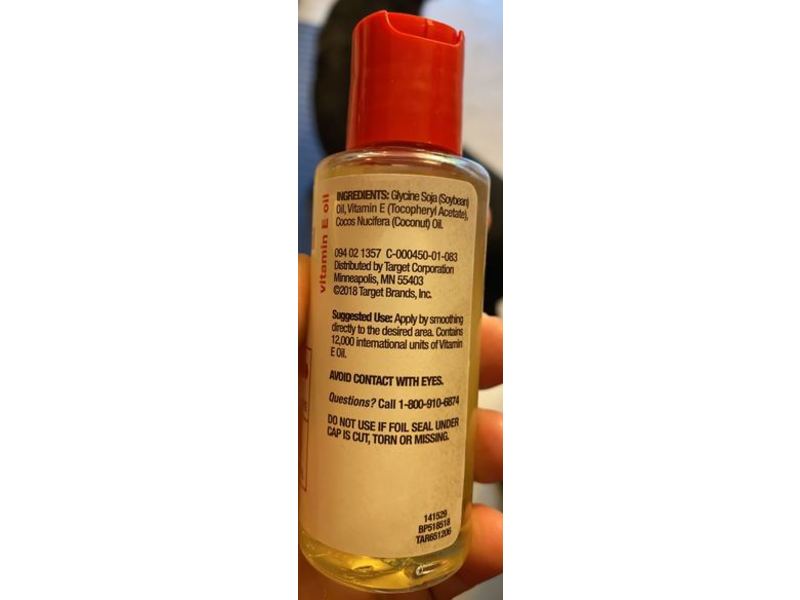 vitamin E oil
INGREDIENTS: Glycine Soja (Soybean)
Oil, Vitamin E (Tocopheryl Acetate),
Cocos Nucifera (Coconut) Oil.
094 02 1357 C-000450-01-083
Distributed by Target Corporation
Minneapolis, MN 55403
©2018 Target Brands, Inc.
Suggested Use: Apply by smoothing
directly to the desired area. Contains
12,000 international units of Vitamin
E Oil.
AVOID CONTACT WITH EYES.
Questions? Call 1-800-910-6874
DO NOT USE IF FOIL SEAL UNDER
CAP IS CUT, TORN OR MISSING.
141529
BP518518
TAR651206